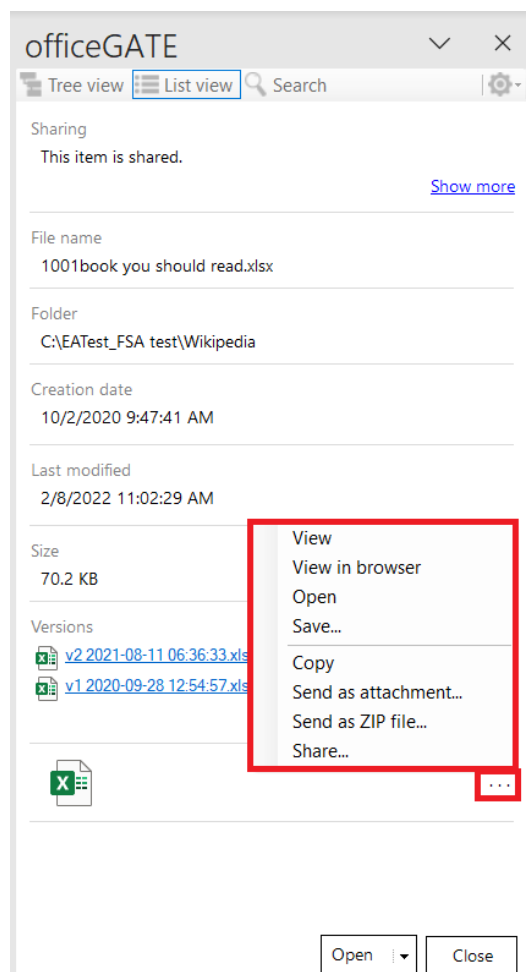 officeGATE
Tree view List view Search
Sharing
This item is shared.
Show more
File name
1001book you should read.xlsx
Folder
C:\EATest_FSA test\Wikipedia
Creation date
10/2/2020 9:47:41 AM
Last modified
2/8/2022 11:02:29 AM
Size
70.2 KB
Versions
v2 2021-08-11 06:36:33.xls
v1 2020-09-28 12:54:57.xls
View
View in browser
Open
Save...
Copy
Send as attachment...
Send as ZIP file...
Share...
...
Open Close